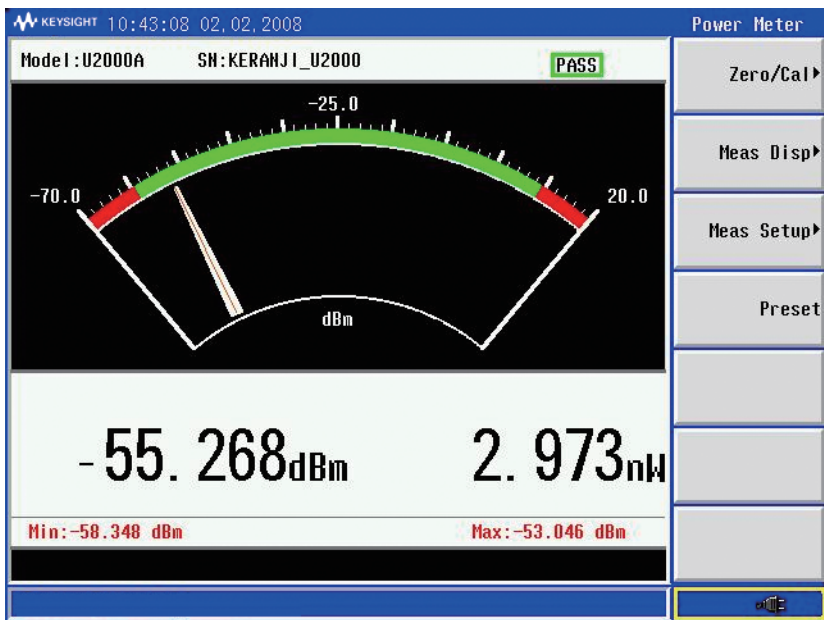 KEYSIGHT 10:43:08 02,02,2008
Power Meter
Model:U2000A SN:KERANJI_U2000 PASS
Zero/Cal
-25.0
Meas Disp
-70.0 20.0
Meas Setup
Preset
dBm
-55.268dBm 2.973nW
Min:-58.348 dBm Max:-53.046 dBm